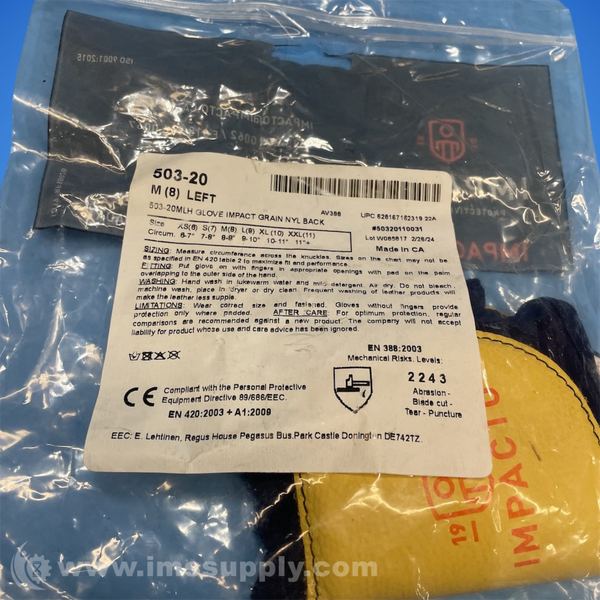 ISO 9001:2015
IMPACTO
503-20
M (8) LEFT
503-20MLH GLOVE IMPACT GRAIN NYL BACK
AV388
UPC 626167162319 22A
Size XS(6) S(7) M(8) L(9) XL(10) XXL(11)
#50320110031
Circum. 6-7" 7-8" 8-9" 9-10" 10-11" 11"+
Lot W065617 2/26/24
Made in CA
SIZING: Measure circumference across the knuckles. Sizes on the chart may not be
as specified in EN 420 table 2 to maximize fit and performance.
FITTING: Put glove on with fingers in appropriate openings with pad on the palm,
overlapping to the outer side of the hand.
WASHING: Hand wash in lukewarm water and mild detergent. Air dry. Do not bleach,
machine wash, place in dryer or dry clean. Frequent washing of leather products will
make the leather less supple.
LIMITATIONS: Wear correct size and fastened. Gloves without fingers provide
protection only where padded. AFTER CARE: For optimum protection, regular
comparisons are recommended against a new product. The company will not accept
liability for product whose use and care advice has been ignored.
EN 388:2003
Mechanical Risks. Levels:
2243
Abrasion -
Blade cut -
Tear - Puncture
CE
Compliant with the Personal Protective
Equipment Directive 89/686/EEC.
EN 420:2003 + A1:2009
EEC: E. Lehtinen, Regus House Pegasus Bus.Park Castle Donington DE742TZ.
IMPACTO
19
IMPACTO
www.imssupply.com